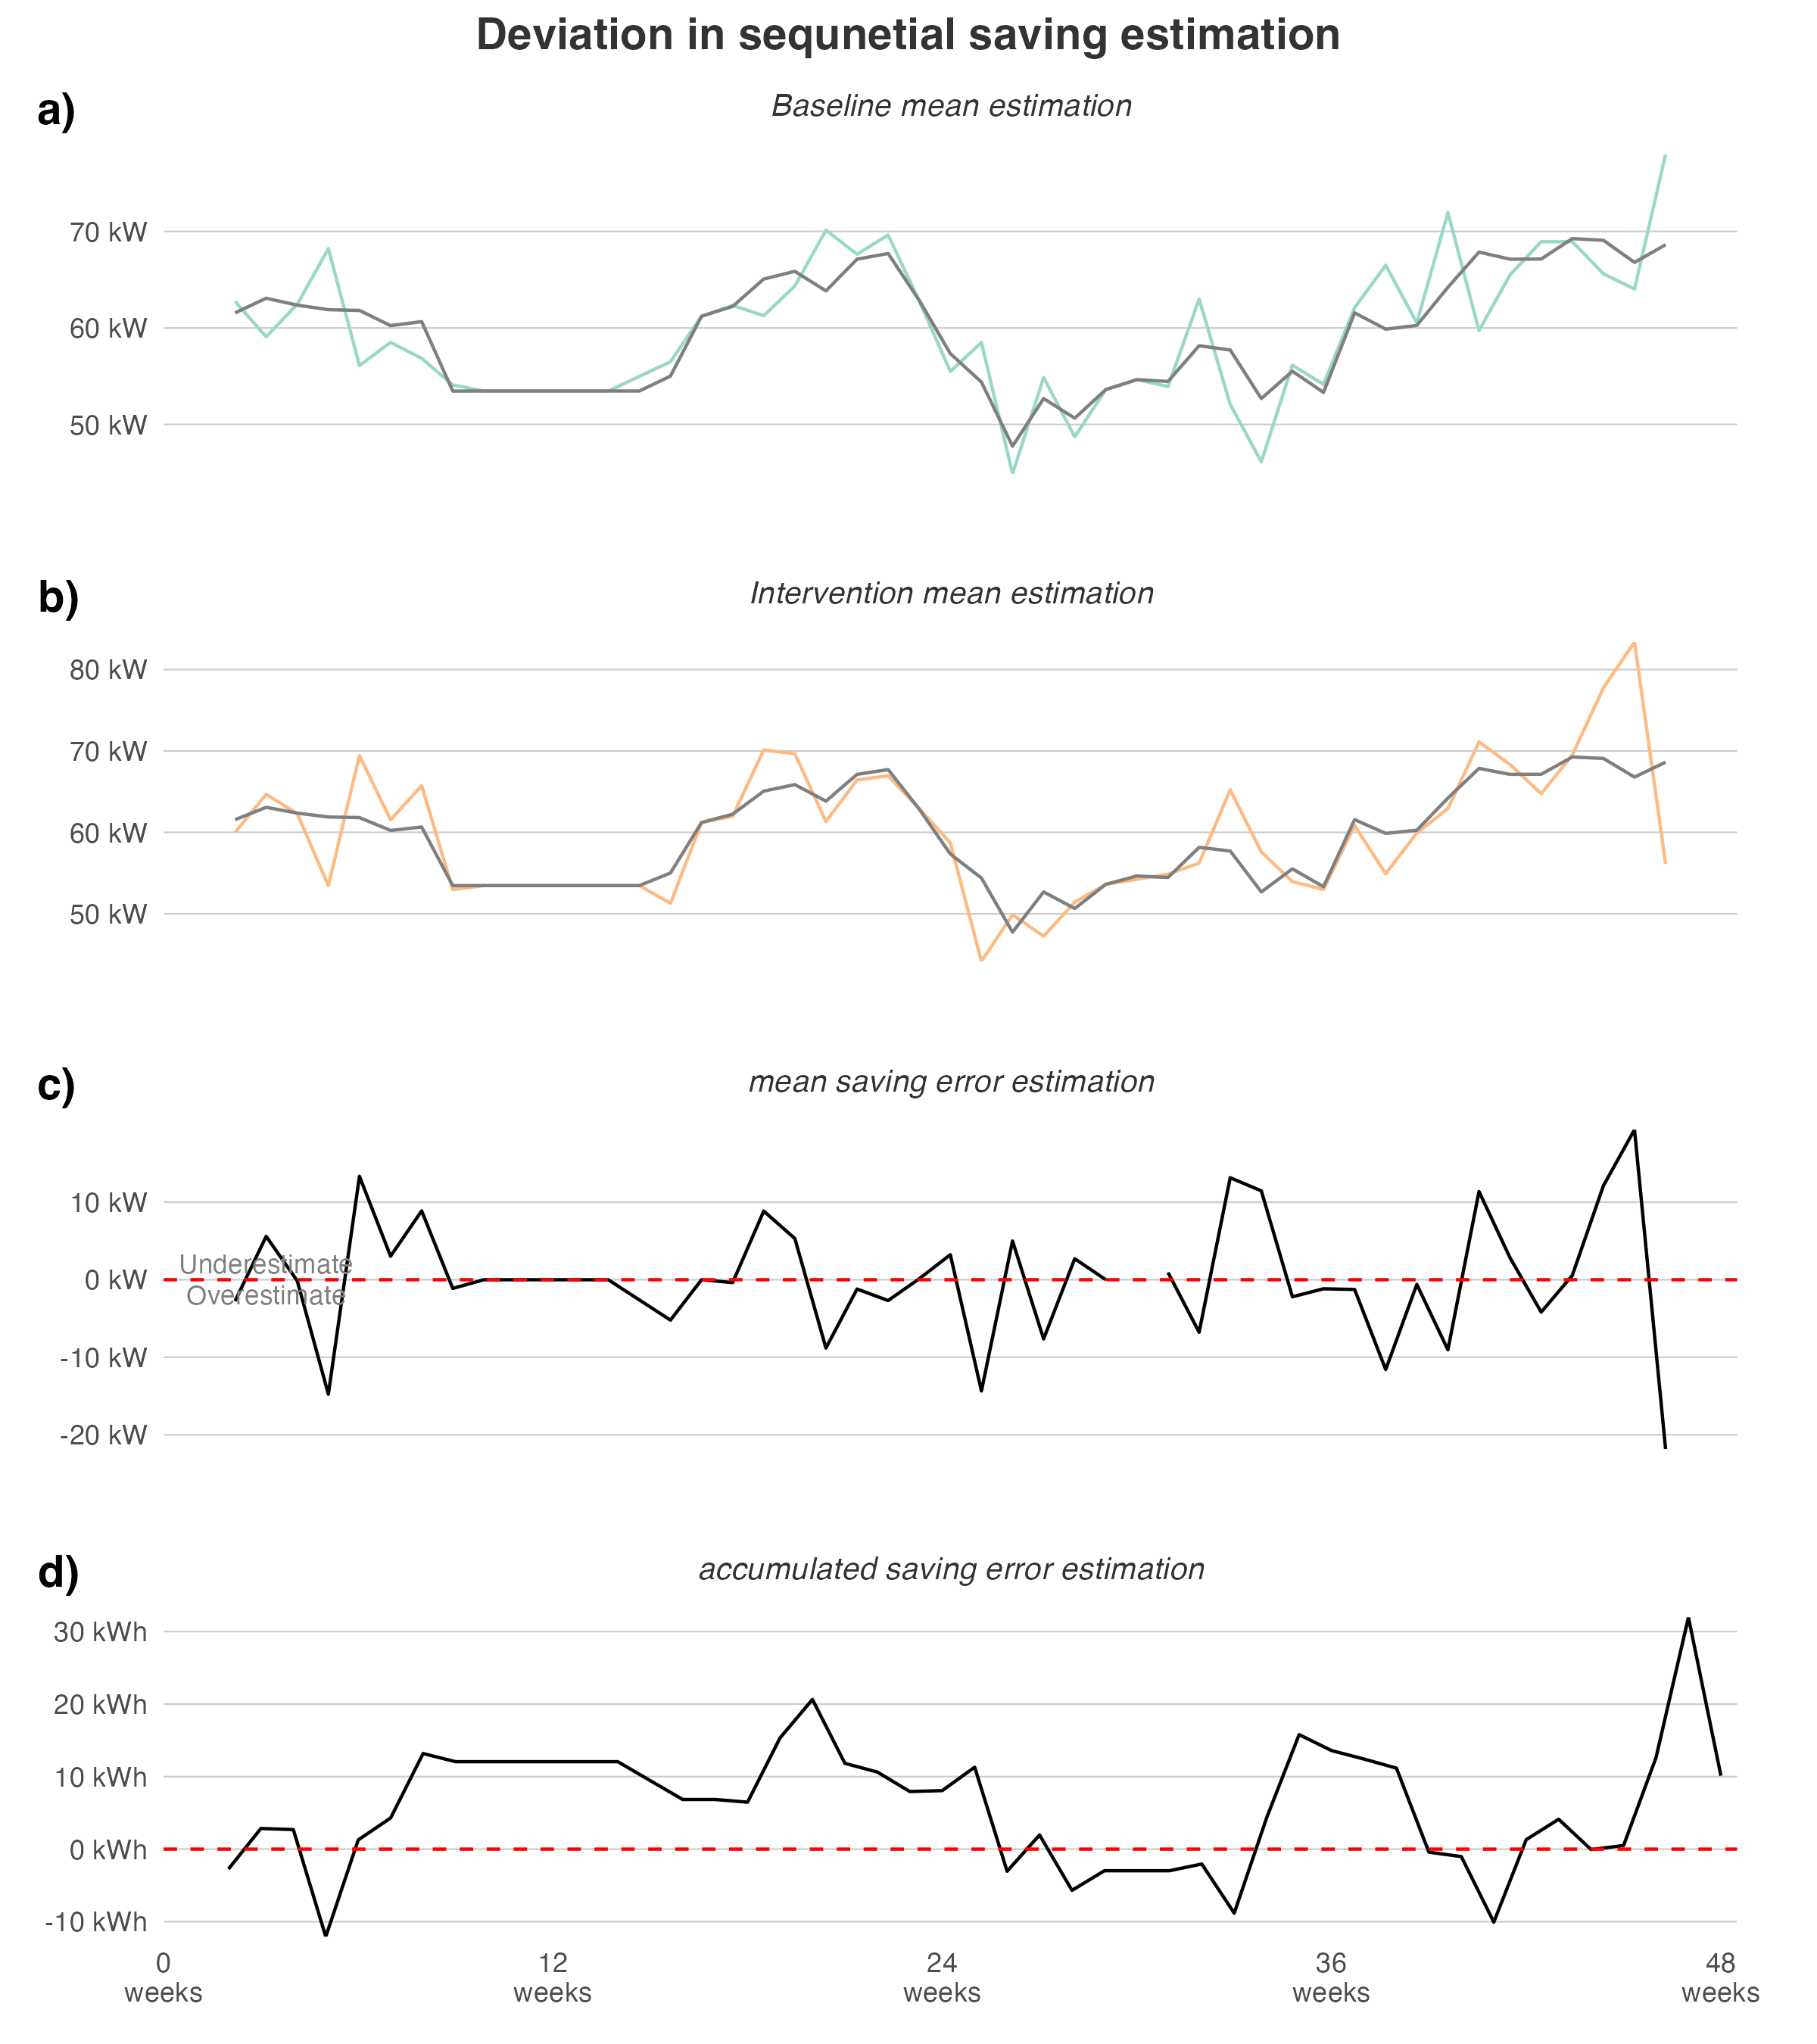 Deviation in sequnetial saving estimation
a)
Baseline mean estimation
70 kW
60 kW
50 kW
b)
Intervention mean estimation
80 kW
70 kW
60 kW
50 kW
c)
mean saving error estimation
10 kW
Underestimate
0 kW
Overestimate
-10 kW
-20 kW
d)
accumulated saving error estimation
30 kWh
20 kWh
10 kWh
0 kWh
-10 kWh
0 12 24 36 48
weeks weeks weeks weeks weeks